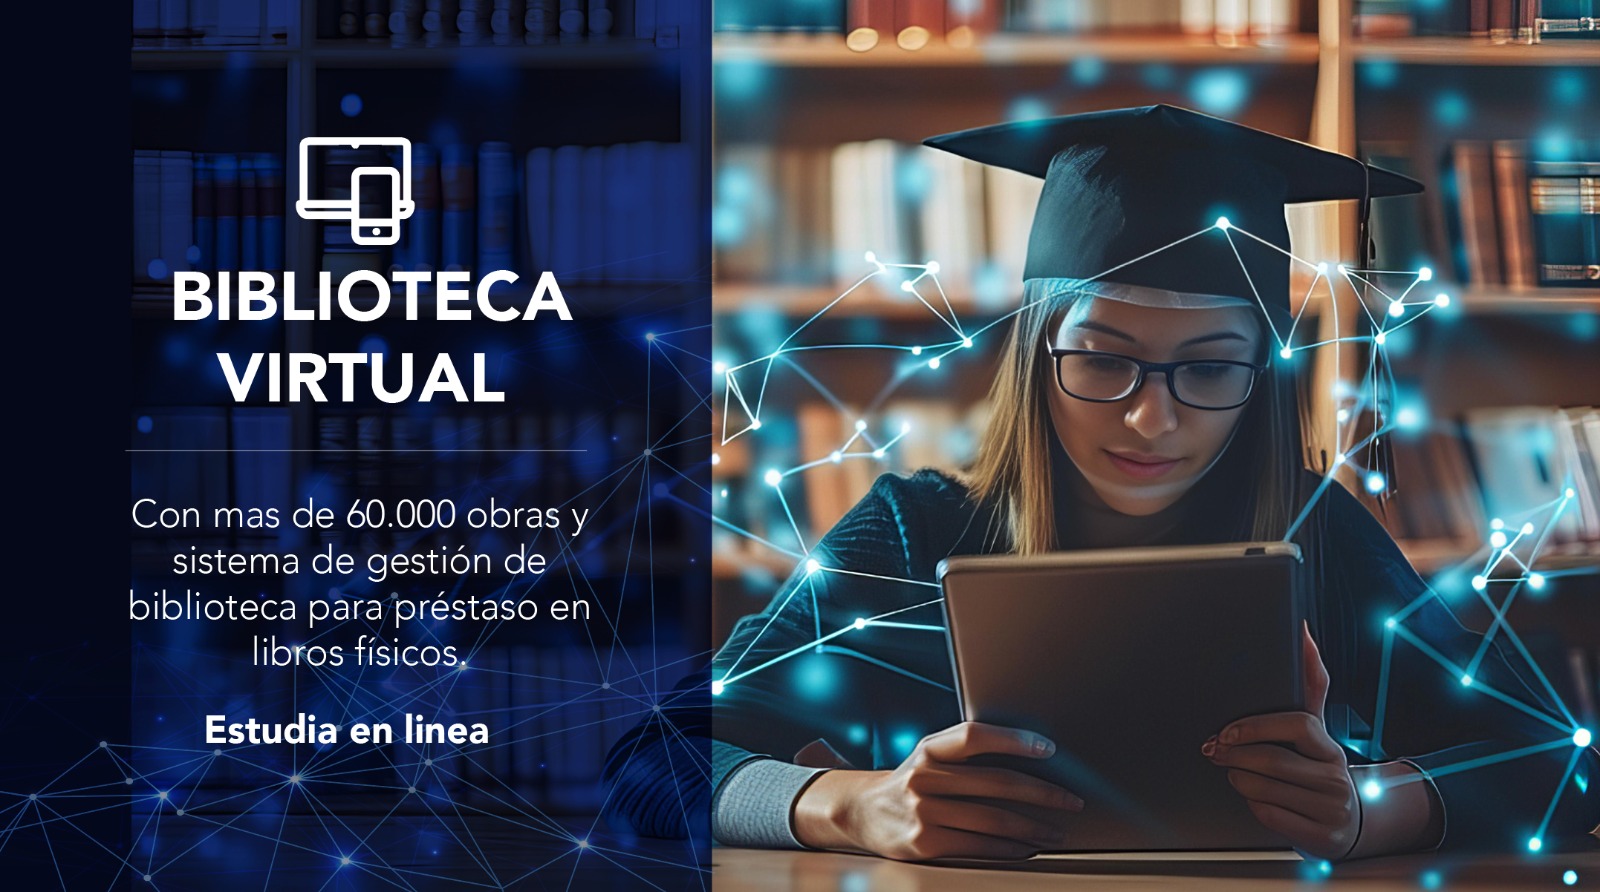 BIBLIOTECA
VIRTUAL
Con mas de 60.000 obras y
sistema de gestión de
biblioteca para préstaso en
libros físicos.
Estudia en linea